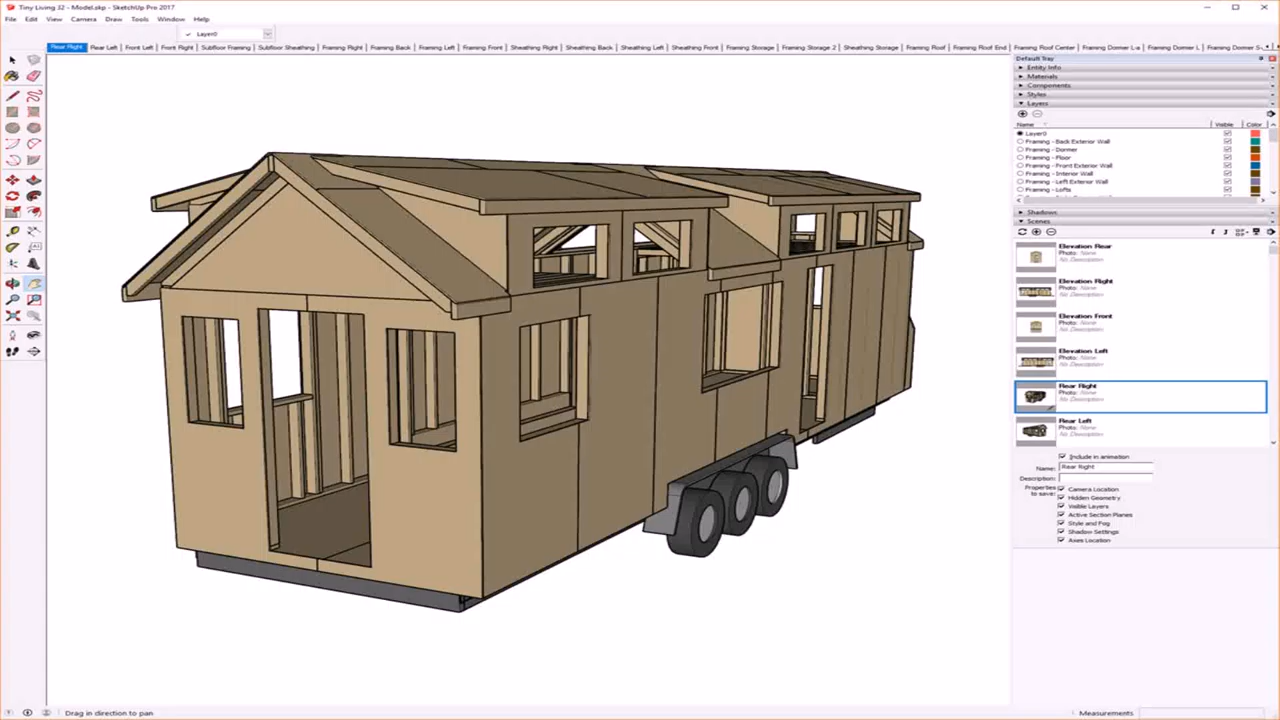 Tiny Living 32 - Model.skp - SketchUp Pro 2017
File Edit View Camera Draw Tools Window Help
Layer0
Rear Right Rear Left Front Left Front Right Subfloor Framing Subfloor Sheathing Framing Right Framing Back Framing Left Framing Front Sheathing Right Sheathing Back Sheathing Left Sheathing Front Framing Storage Framing Storage 2 Sheathing Storage Framing Roof Framing Roof End Framing Roof Center Framing Dormer Framing Dormer L Framing Dormer S
Default Tray
Entity Info
Materials
Components
Styles
Layers
Name Visible Color
Layer0
Framing - Back Exterior Wall
Framing - Dormer
Framing - Floor
Framing - Front Exterior Wall
Framing - Interior Wall
Framing - Left Exterior Wall
Framing - Lofts
Shadows
Scenes
Elevation Rear
Photo: None
No Description
Elevation Right
Photo: None
No Description
Elevation Front
Photo: None
No Description
Elevation Left
Photo: None
No Description
Rear Right
Photo: None
No Description
Rear Left
Photo: None
No Description
Include in animation
Name: Rear Right
Description:
Properties to save:
Camera Location
Hidden Geometry
Visible Layers
Active Section Planes
Style and Fog
Shadow Settings
Axes Location
Drag in direction to pan
Measurements